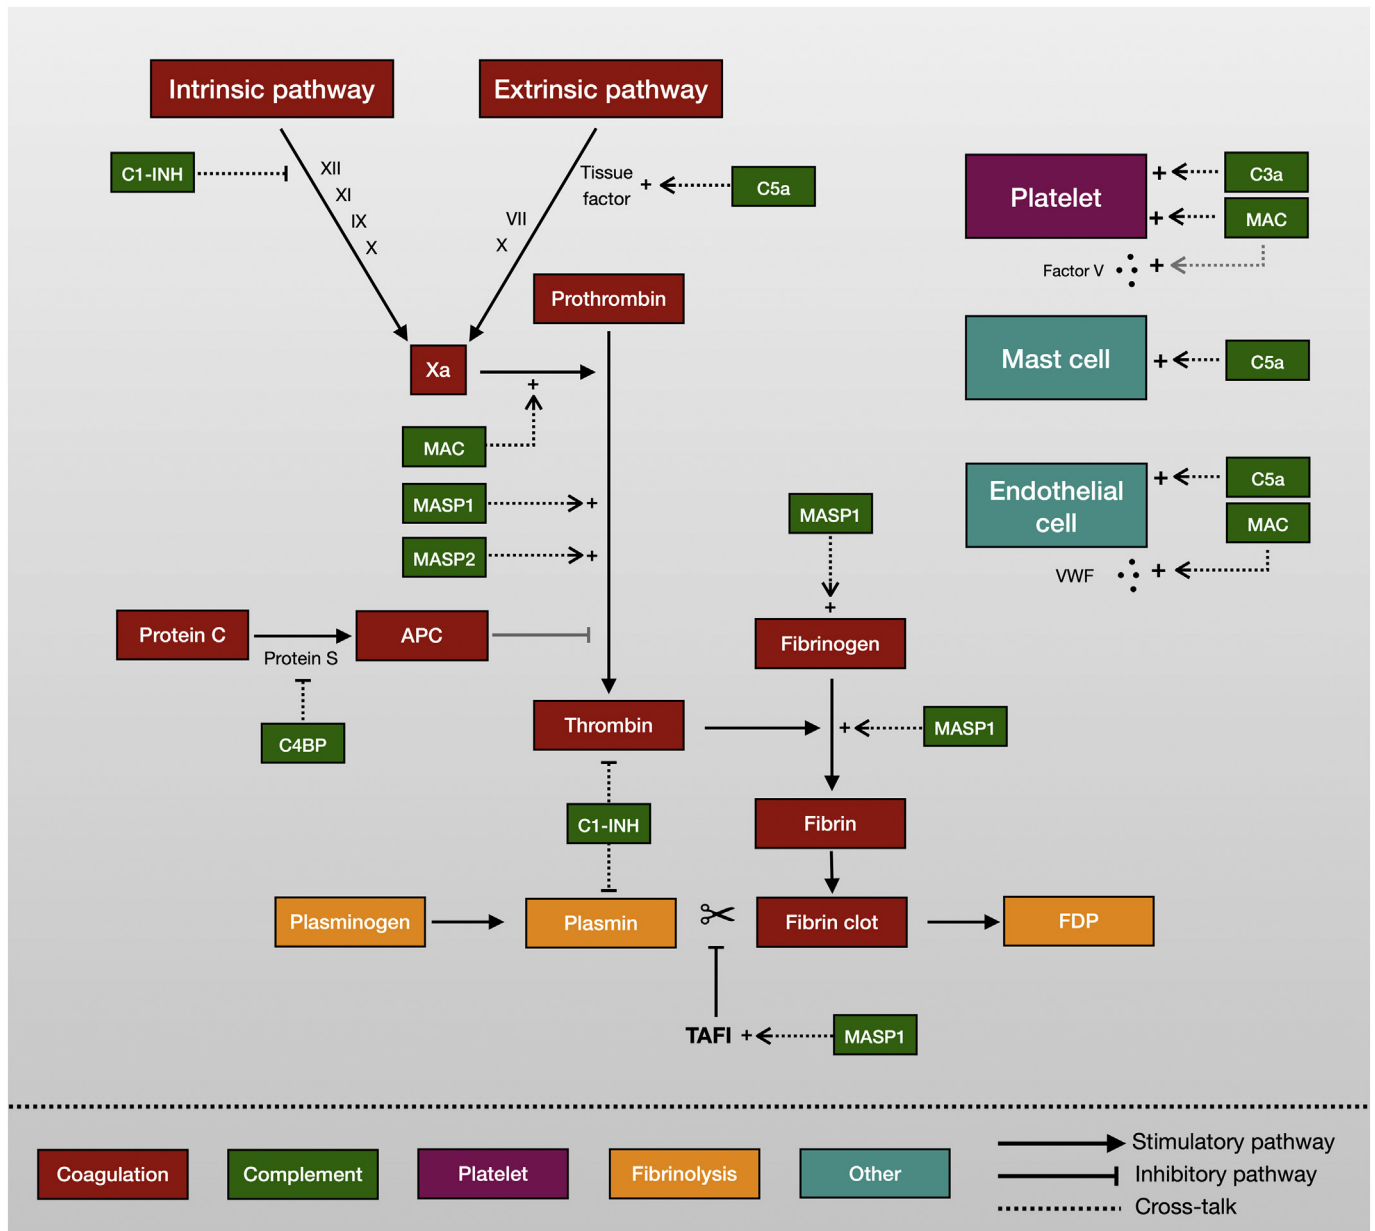 Intrinsic pathway
Extrinsic pathway
C1-INH
XII
XI
IX
X
Tissue
factor
+
C5a
VII
X
Platelet
+
C3a
+
MAC
Factor V
+
Prothrombin
Xa
+
Mast cell
+
C5a
MAC
MASP1
+
MASP2
+
Endothelial
cell
+
C5a
MAC
VWF
+
MASP1
+
Protein C
Protein S
APC
Fibrinogen
C4BP
Thrombin
+
MASP1
C1-INH
Fibrin
Plasminogen
Plasmin
Fibrin clot
FDP
TAFI
+
MASP1
Coagulation
Complement
Platelet
Fibrinolysis
Other
Stimulatory pathway
Inhibitory pathway
Cross-talk